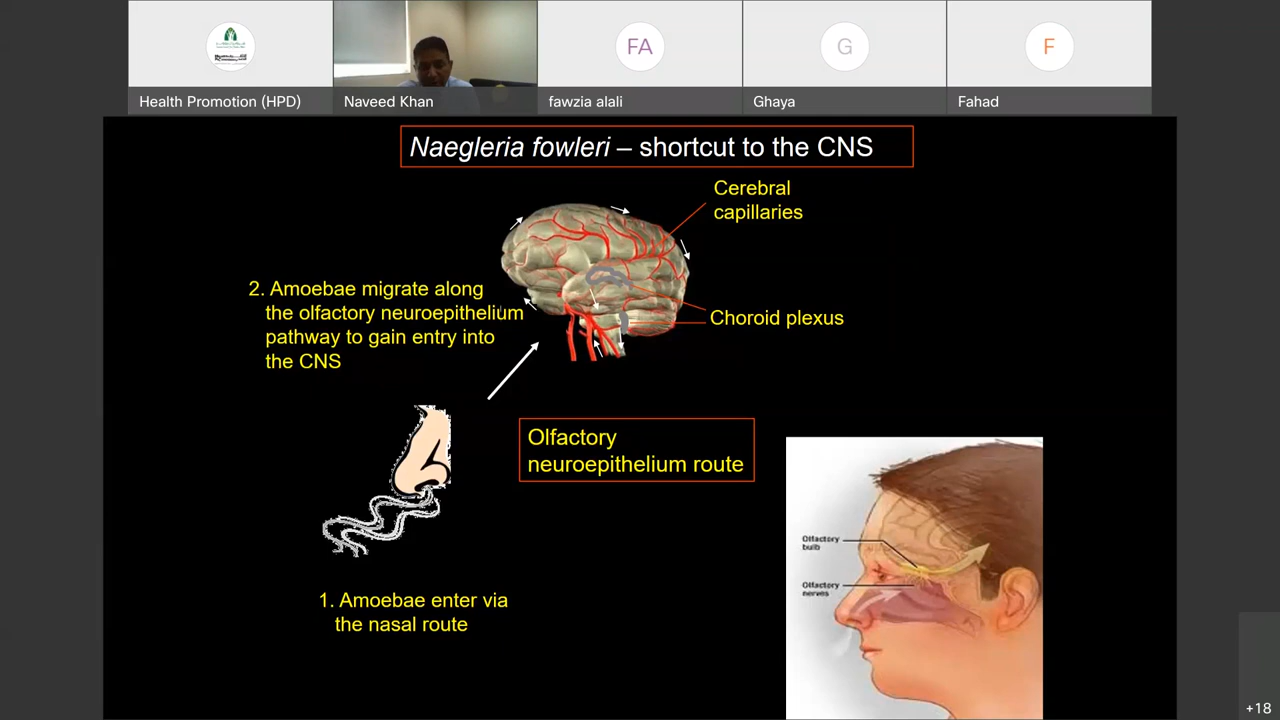 FA
G
F
Health Promotion (HPD)
Naveed Khan
fawzia alali
Ghaya
Fahad
Naegleria fowleri – shortcut to the CNS
Cerebral
capillaries
2. Amoebae migrate along
the olfactory neuroepithelium
pathway to gain entry into
the CNS
Choroid plexus
Olfactory
neuroepithelium route
Olfactory
bulb
Olfactory
nerves
1. Amoebae enter via
the nasal route
+18